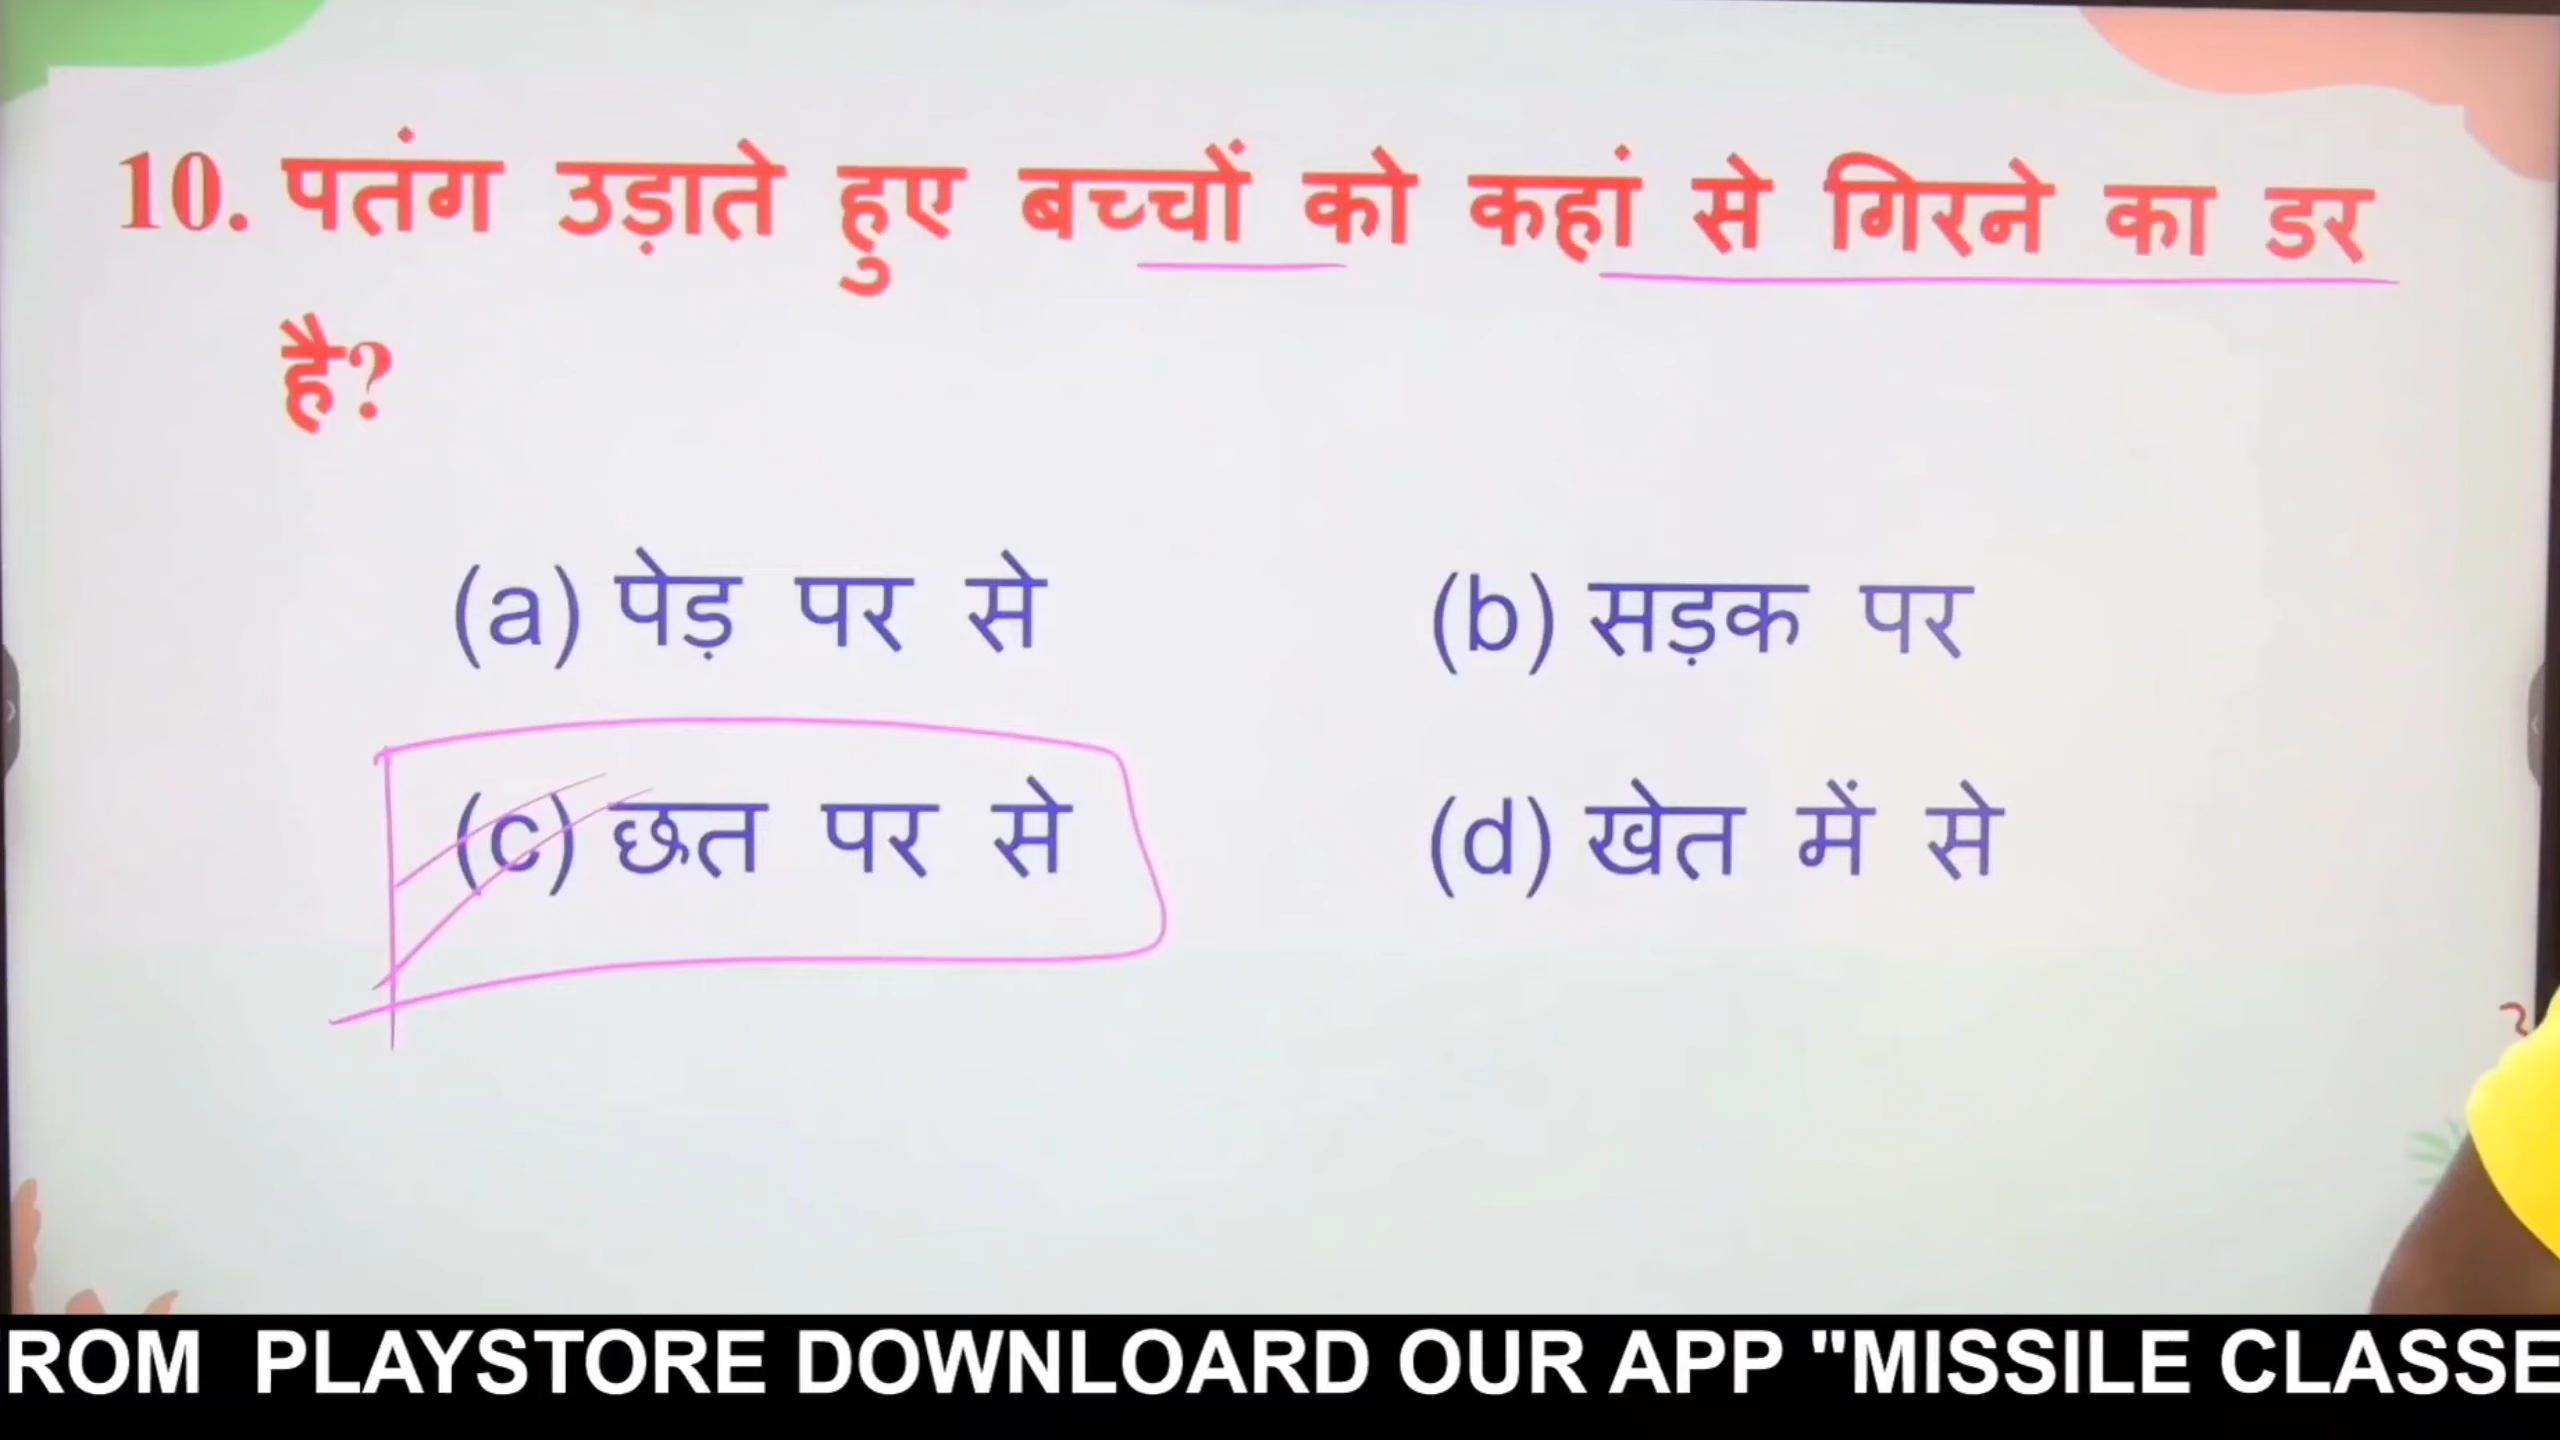 10. पतंग उड़ाते हुए बच्चों को कहां से गिरने का डर
है?
(a) पेड़ पर से (b) सड़क पर
(c) छत पर से (d) खेत में से
ROM PLAYSTORE DOWNLOARD OUR APP "MISSILE CLASSE